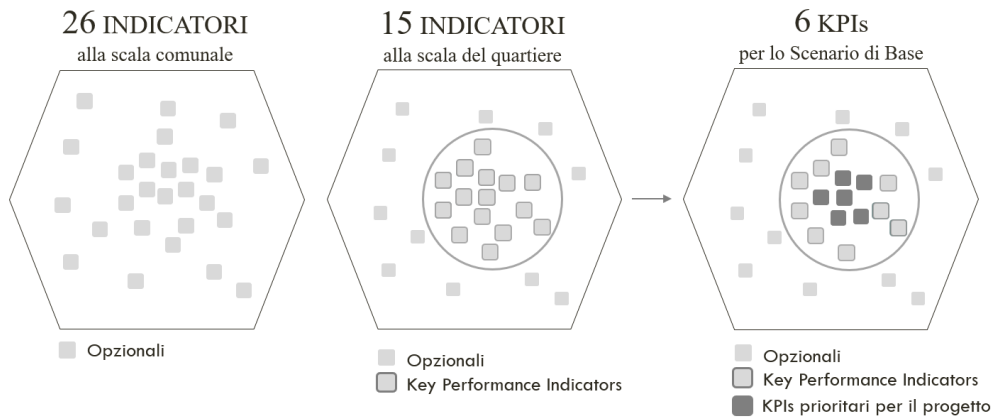 26 INDICATORI
alla scala comunale
Opzionali
15 INDICATORI
alla scala del quartiere
Opzionali
Key Performance Indicators
6 KPIs
per lo Scenario di Base
Opzionali
Key Performance Indicators
KPIs prioritari per il progetto